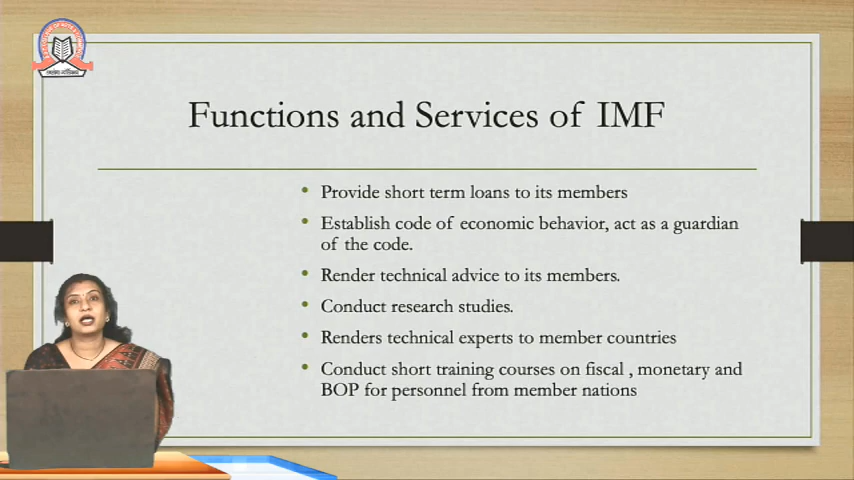 Functions and Services of IMF
• Provide short term loans to its members
• Establish code of economic behavior, act as a guardian
of the code.
• Render technical advice to its members.
• Conduct research studies.
• Renders technical experts to member countries
• Conduct short training courses on fiscal , monetary and
BOP for personnel from member nations